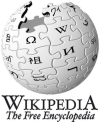 Ω И W
WIKIPEDIA
The Free Encyclopedia